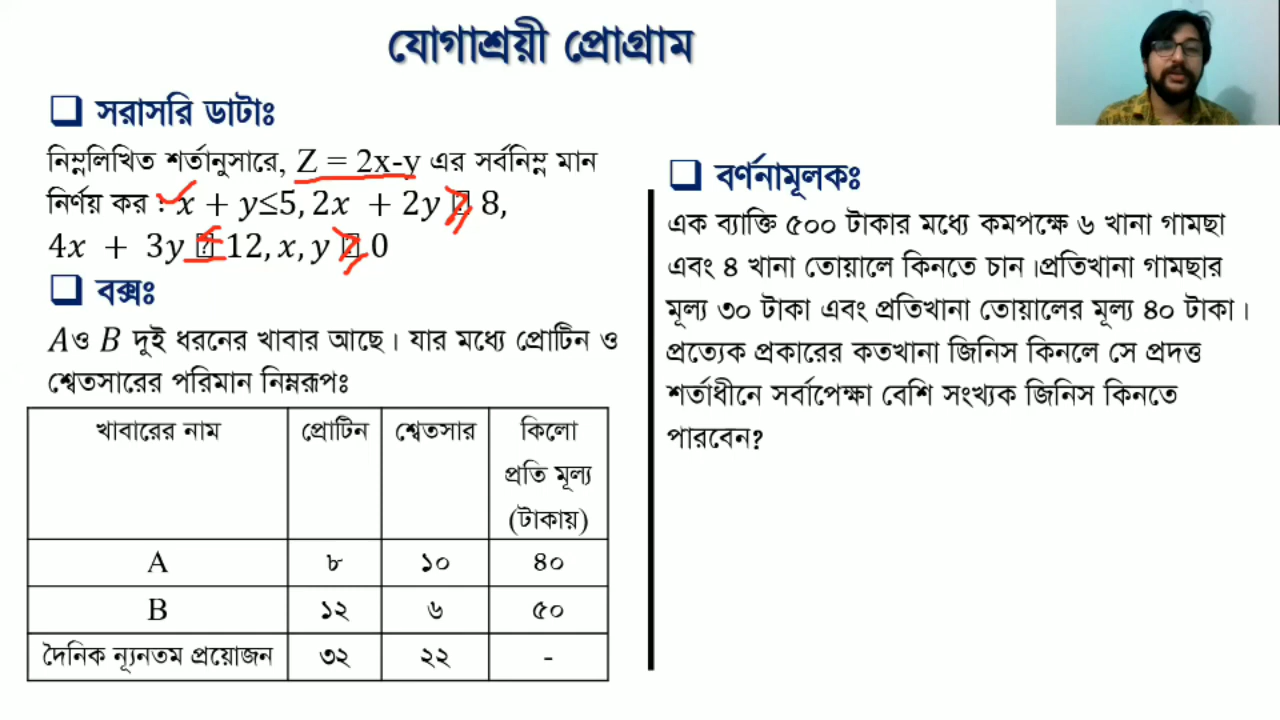 যোগাশ্রয়ী প্রোগ্রাম
❑ সরাসরি ডাটাঃ
নিম্নলিখিত শর্তানুসারে, Z = 2x-y এর সর্বনিম্ন মান
নির্ণয় কর : x + y≤5, 2x + 2y ≥ 8,
4x + 3y ≤ 12, x, y ≥ 0
❑ বক্সঃ
A ও B দুই ধরনের খাবার আছে। যার মধ্যে প্রোটিন ও
শ্বেতসারের পরিমান নিম্নরূপঃ
খাবারের নাম প্রোটিন শ্বেতসার কিলো
প্রতি মূল্য
(টাকায়)
A ৮ ১০ ৪০
B ১২ ৬ ৫০
দৈনিক ন্যূনতম প্রয়োজন ৩২ ২২ -
❑ বর্ণনামূলকঃ
এক ব্যাক্তি ৫০০ টাকার মধ্যে কমপক্ষে ৬ খানা গামছা
এবং ৪ খানা তোয়ালে কিনতে চান।প্রতিখানা গামছার
মূল্য ৩০ টাকা এবং প্রতিখানা তোয়ালের মূল্য ৪০ টাকা।
প্রত্যেক প্রকারের কতখানা জিনিস কিনলে সে প্রদত্ত
শর্তাধীনে সর্বাপেক্ষা বেশি সংখ্যক জিনিস কিনতে
পারবেন?